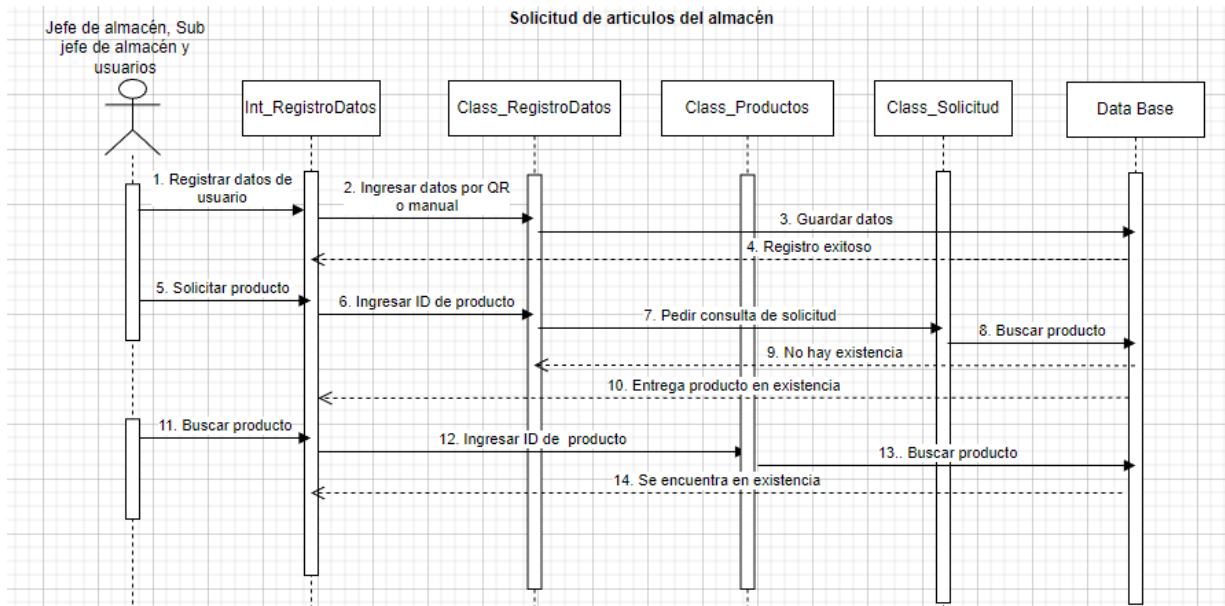 Solicitud de articulos del almacén
Jefe de almacén, Sub
jefe de almacén y
usuarios
Int_RegistroDatos
Class_RegistroDatos
Class_Productos
Class_Solicitud
Data Base
1. Registrar datos de
usuario
2. Ingresar datos por QR
o manual
3. Guardar datos
4. Registro exitoso
5. Solicitar producto
6. Ingresar ID de producto
7. Pedir consulta de solicitud
8. Buscar producto
9. No hay existencia
10. Entrega producto en existencia
11. Buscar producto
12. Ingresar ID de producto
13.. Buscar producto
14. Se encuentra en existencia